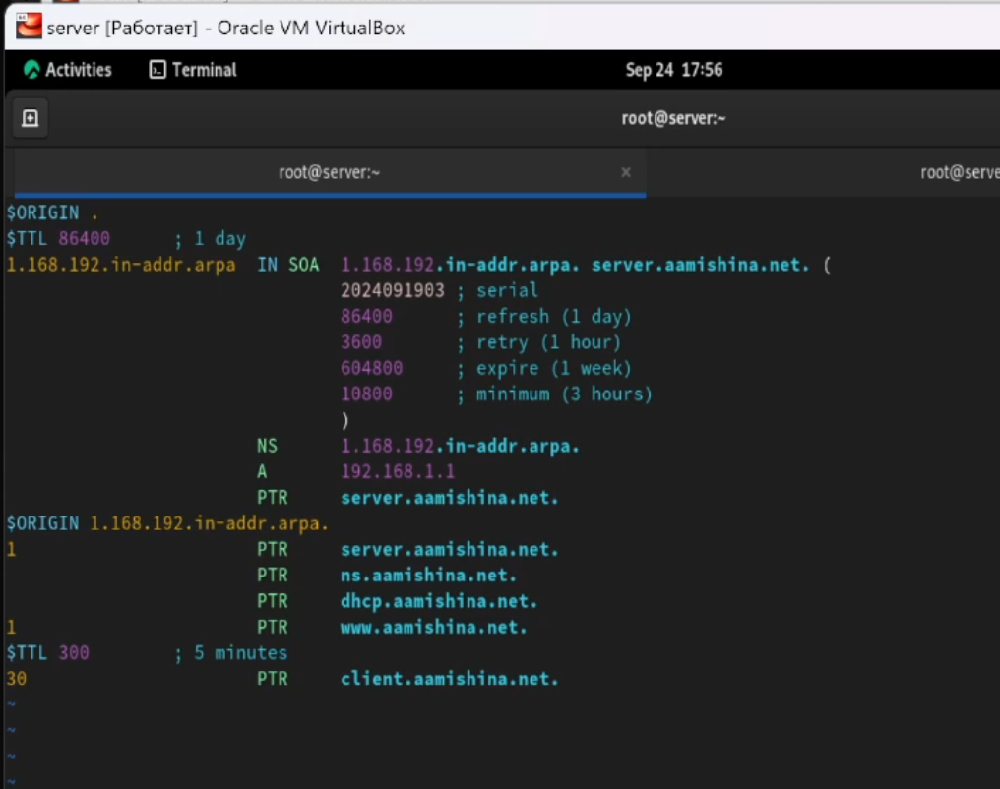 server [Работает] - Oracle VM VirtualBox
Activities Terminal Sep 24 17:56
root@server:~
root@server:~ × root@serve
$ORIGIN .
$TTL 86400 ; 1 day
1.168.192.in-addr.arpa IN SOA 1.168.192.in-addr.arpa. server.aamishina.net. (
2024091903 ; serial
86400 ; refresh (1 day)
3600 ; retry (1 hour)
604800 ; expire (1 week)
10800 ; minimum (3 hours)
)
NS 1.168.192.in-addr.arpa.
A 192.168.1.1
PTR server.aamishina.net.
$ORIGIN 1.168.192.in-addr.arpa.
1 PTR server.aamishina.net.
PTR ns.aamishina.net.
PTR dhcp.aamishina.net.
1 PTR www.aamishina.net.
$TTL 300 ; 5 minutes
30 PTR client.aamishina.net.
~
~
~
~